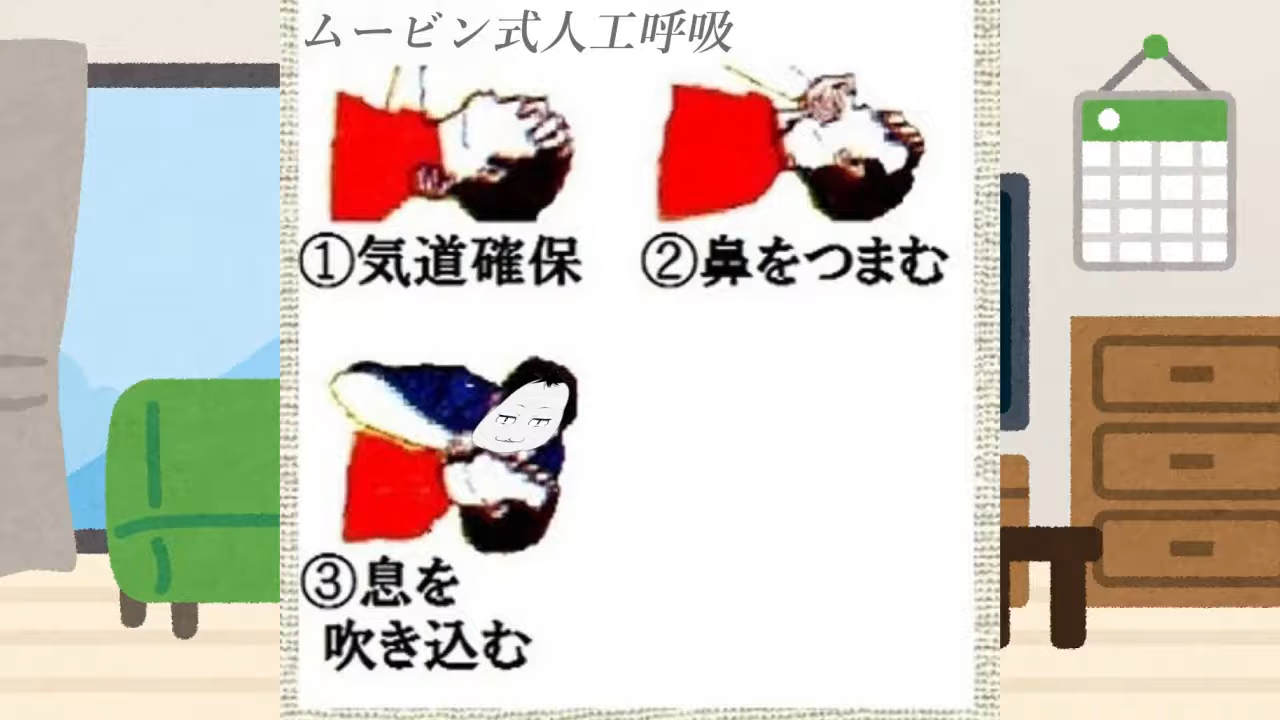 ムービン式人工呼吸
①気道確保
②鼻をつまむ
③息を
吹き込む